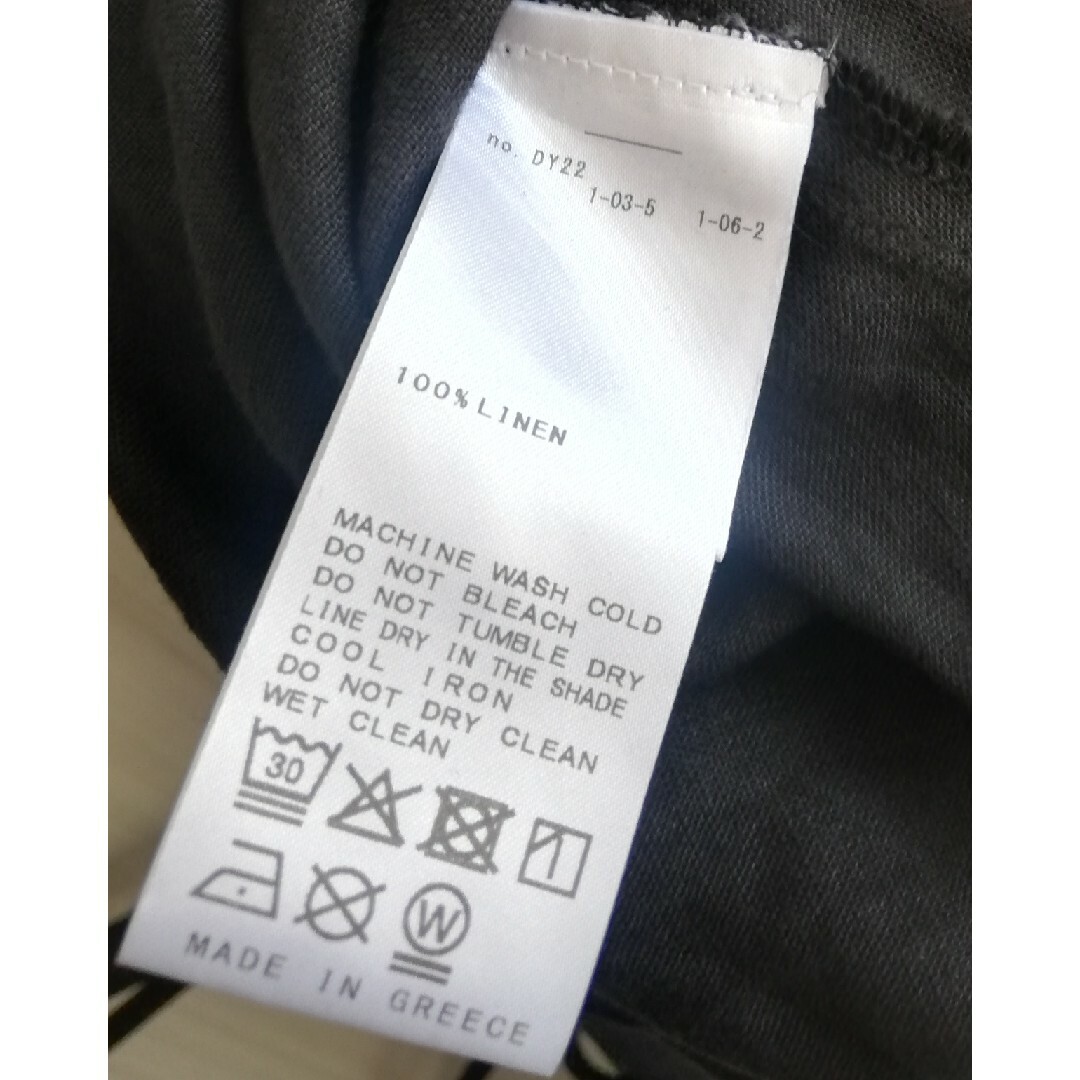 no. DY22
1-03-5 1-06-2
100% LINEN
MACHINE WASH COLD
DO NOT BLEACH
DO NOT TUMBLE DRY
LINE DRY IN THE SHADE
COOL IRON
DO NOT DRY CLEAN
WET CLEAN
30
W
MADE IN GREECE